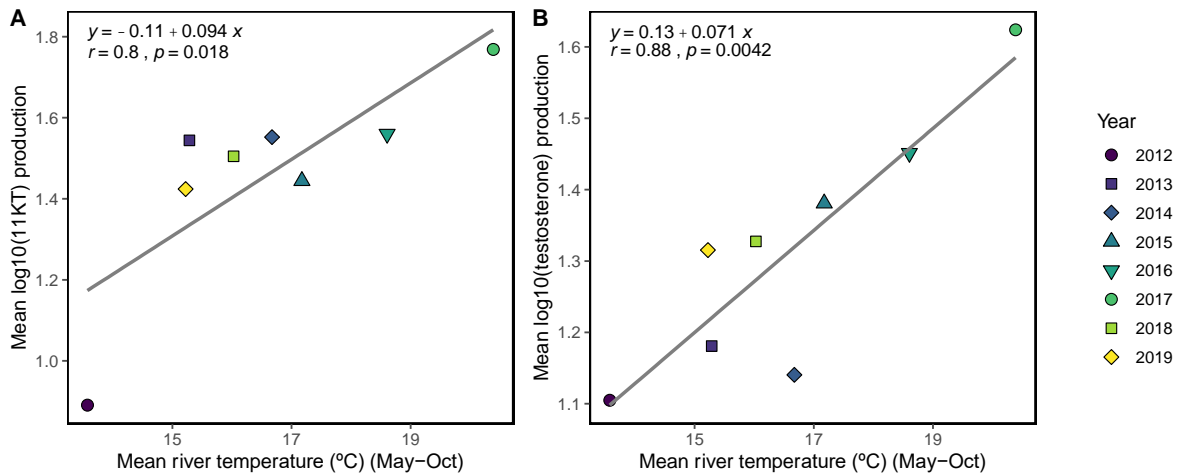 A
y = - 0.11 + 0.094 x
r = 0.8 , p = 0.018
Mean log10(11KT) production
1.8
1.6
1.4
1.2
1.0
15
17
19
Mean river temperature (ºC) (May−Oct)
B
y = 0.13 + 0.071 x
r = 0.88 , p = 0.0042
Mean log10(testosterone) production
1.6
1.5
1.4
1.3
1.2
1.1
15
17
19
Mean river temperature (ºC) (May−Oct)
Year
2012
2013
2014
2015
2016
2017
2018
2019